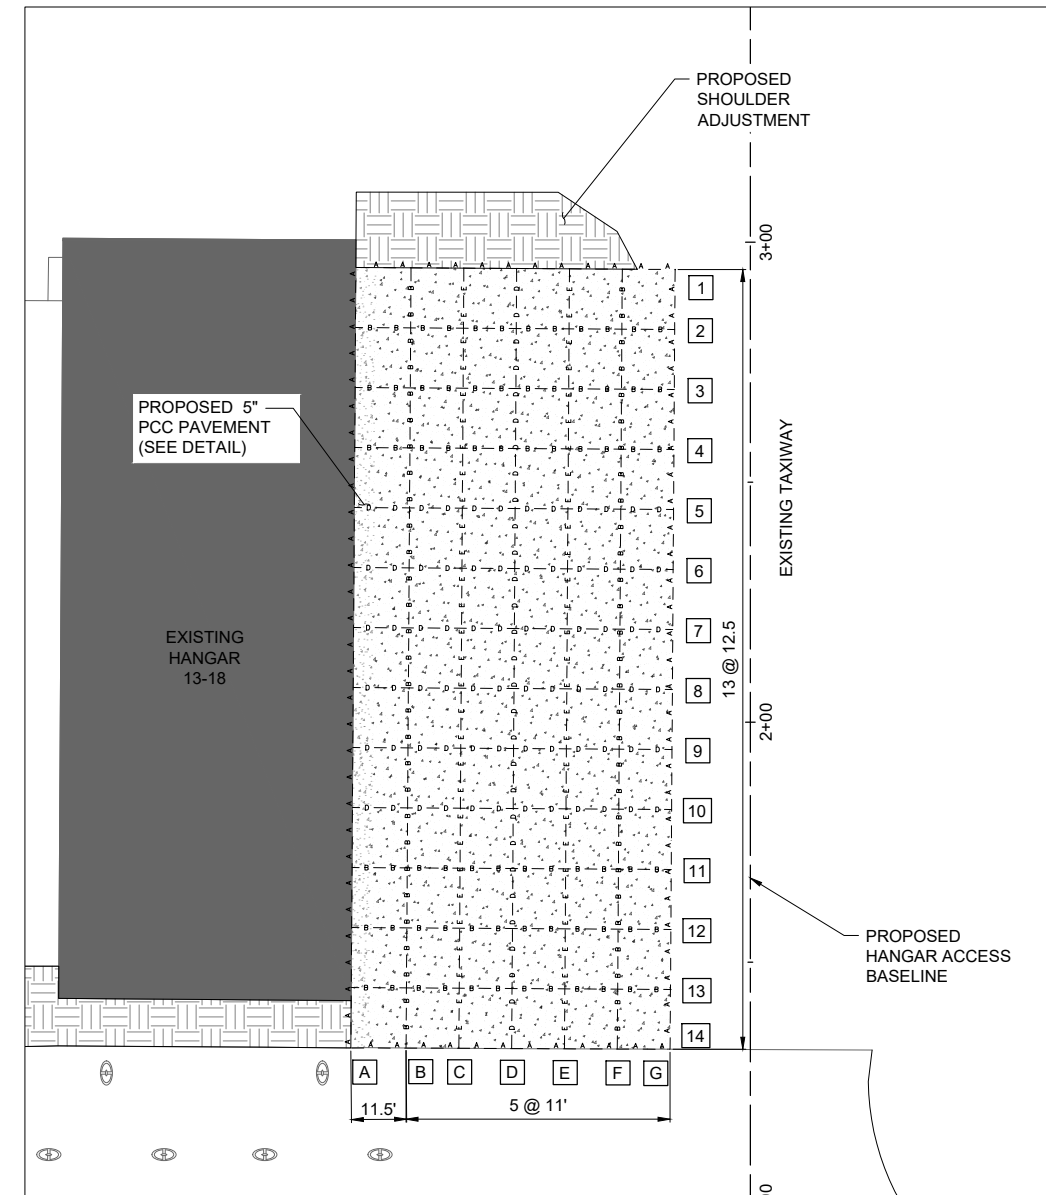 PROPOSED
SHOULDER
ADJUSTMENT
3+00
1
2
3
4
5
6
7
8
9
10
11
12
13
14
PROPOSED 5"
PCC PAVEMENT
(SEE DETAIL)
EXISTING TAXIWAY
EXISTING
HANGAR
13-18
13 @ 12.5
2+00
PROPOSED
HANGAR ACCESS
BASELINE
A B C D E F G
11.5'
5 @ 11'